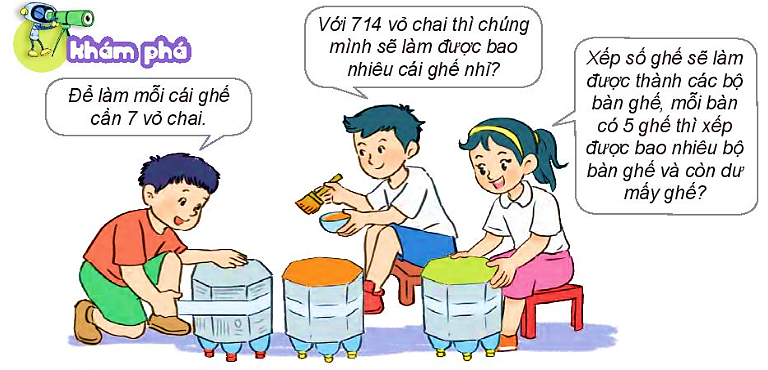 Khám phá
Để làm mỗi cái ghế
cần 7 vỏ chai.
Với 714 vỏ chai thì chúng
mình sẽ làm được bao
nhiêu cái ghế nhỉ?
Xếp số ghế sẽ làm
được thành các bộ
bàn ghế, mỗi bàn
có 5 ghế thì xếp
được bao nhiêu bộ
bàn ghế và còn dư
mấy ghế?